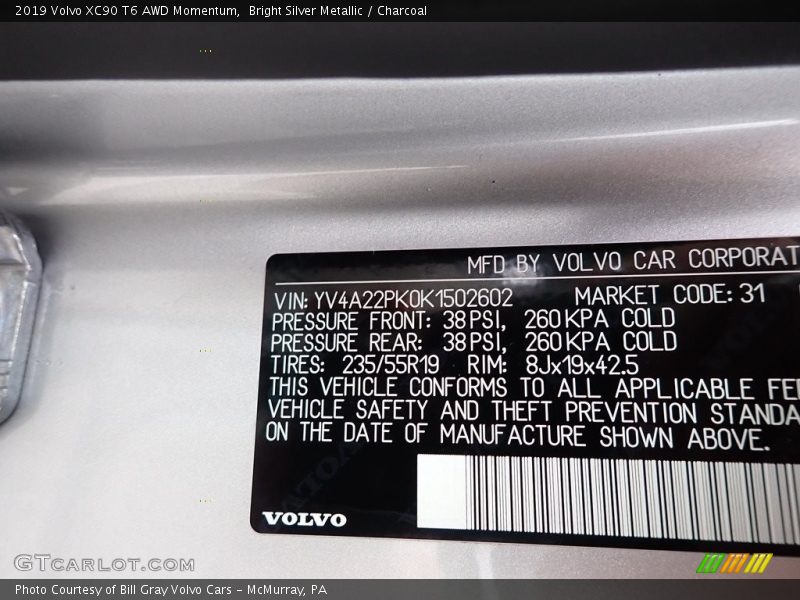 2019 Volvo XC90 T6 AWD Momentum,  Bright Silver Metallic / Charcoal
MFD BY VOLVO CAR CORPORAT
VIN: YV4A22PK0K1502602 MARKET CODE: 31
PRESSURE FRONT: 38 PSI, 260 KPA COLD
PRESSURE REAR: 38 PSI, 260 KPA COLD
TIRES: 235/55R19 RIM: 8Jx19x42.5
THIS VEHICLE CONFORMS TO ALL APPLICABLE FED
VEHICLE SAFETY AND THEFT PREVENTION STANDA
ON THE DATE OF MANUFACTURE SHOWN ABOVE.
VOLVO
GTCARLOT.COM
Photo Courtesy of Bill Gray Volvo Cars - McMurray, PA